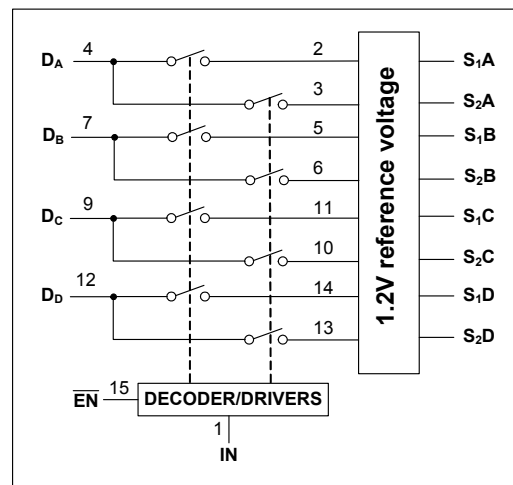 DA 4 2 S1A
3 S2A
DB 7 5 S1B
6 S2B
DC 9 11 S1C
10 S2C
DD 12 14 S1D
13 S2D
1.2V reference voltage
EN 15 DECODER/DRIVERS
1
IN